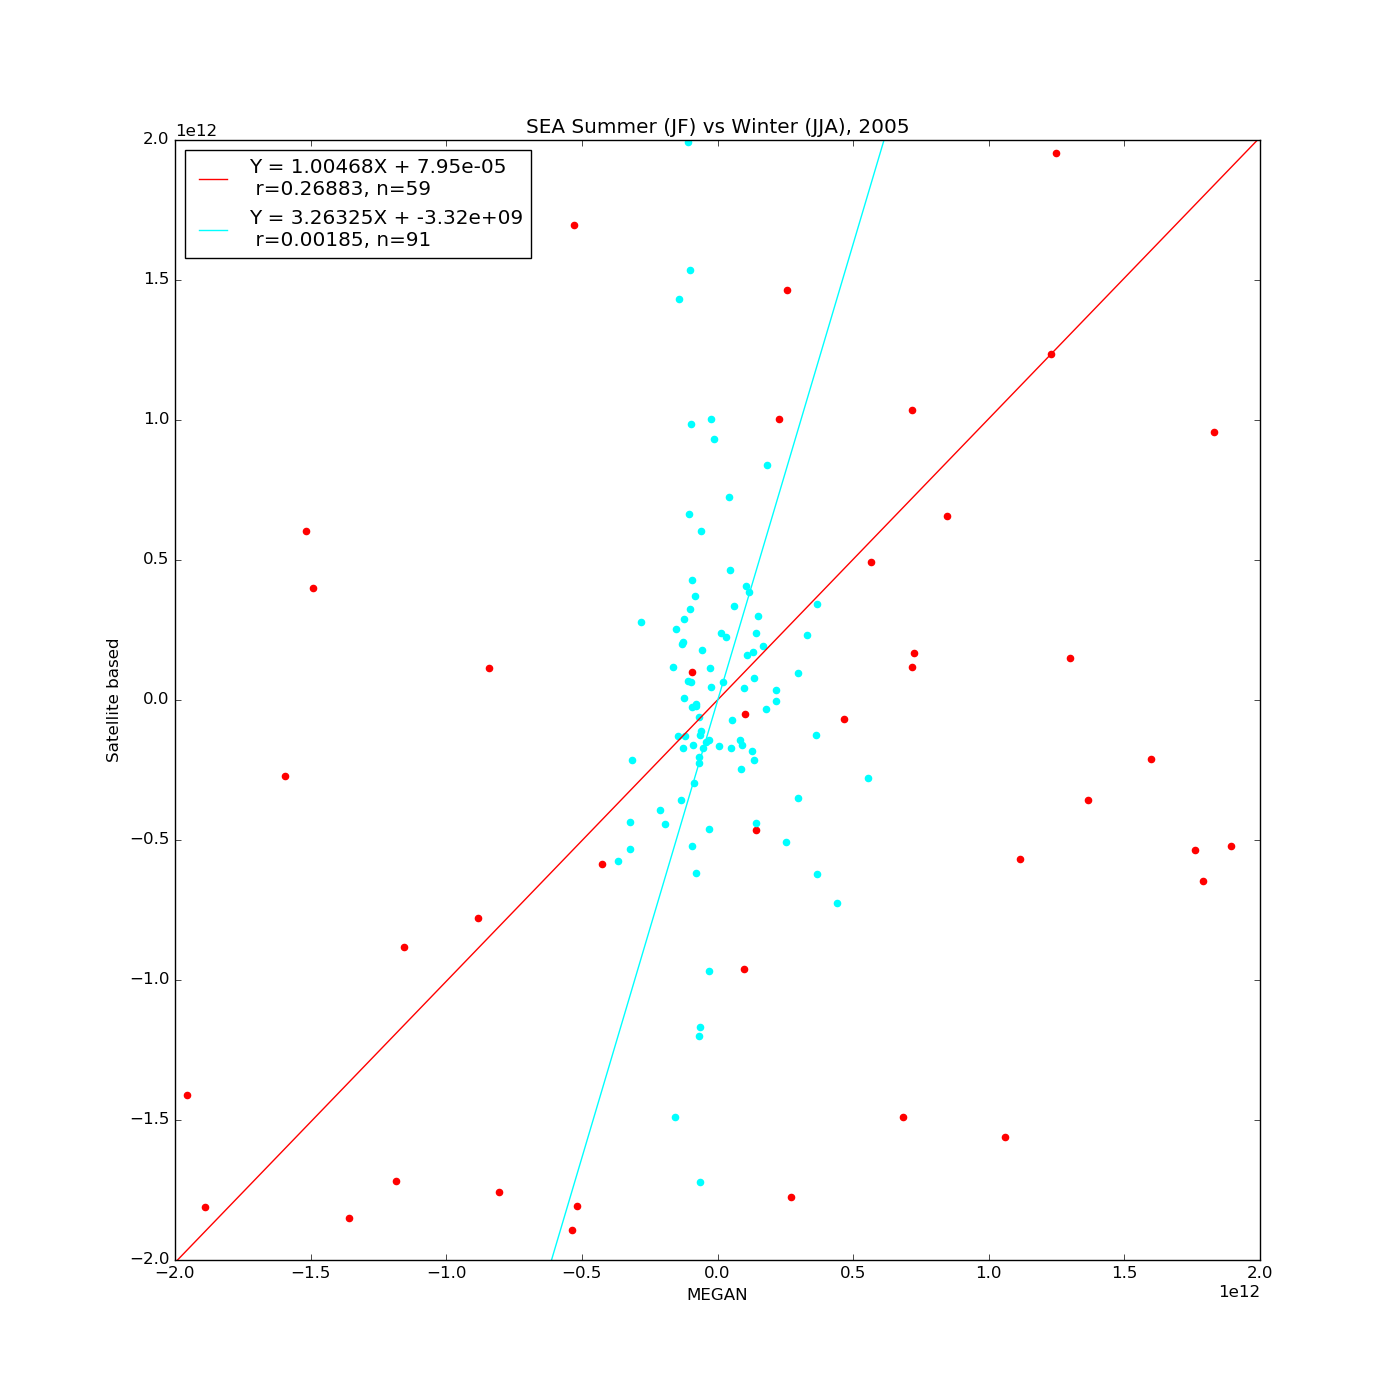 SEA Summer (JF) vs Winter (JJA), 2005
1e12
Y = 1.00468X + 7.95e-05
r=0.26883, n=59
Y = 3.26325X + -3.32e+09
r=0.00185, n=91
2.0
1.5
1.0
0.5
0.0
−0.5
−1.0
−1.5
−2.0
Satellite based
−2.0 −1.5 −1.0 −0.5 0.0 0.5 1.0 1.5 2.0
MEGAN
1e12